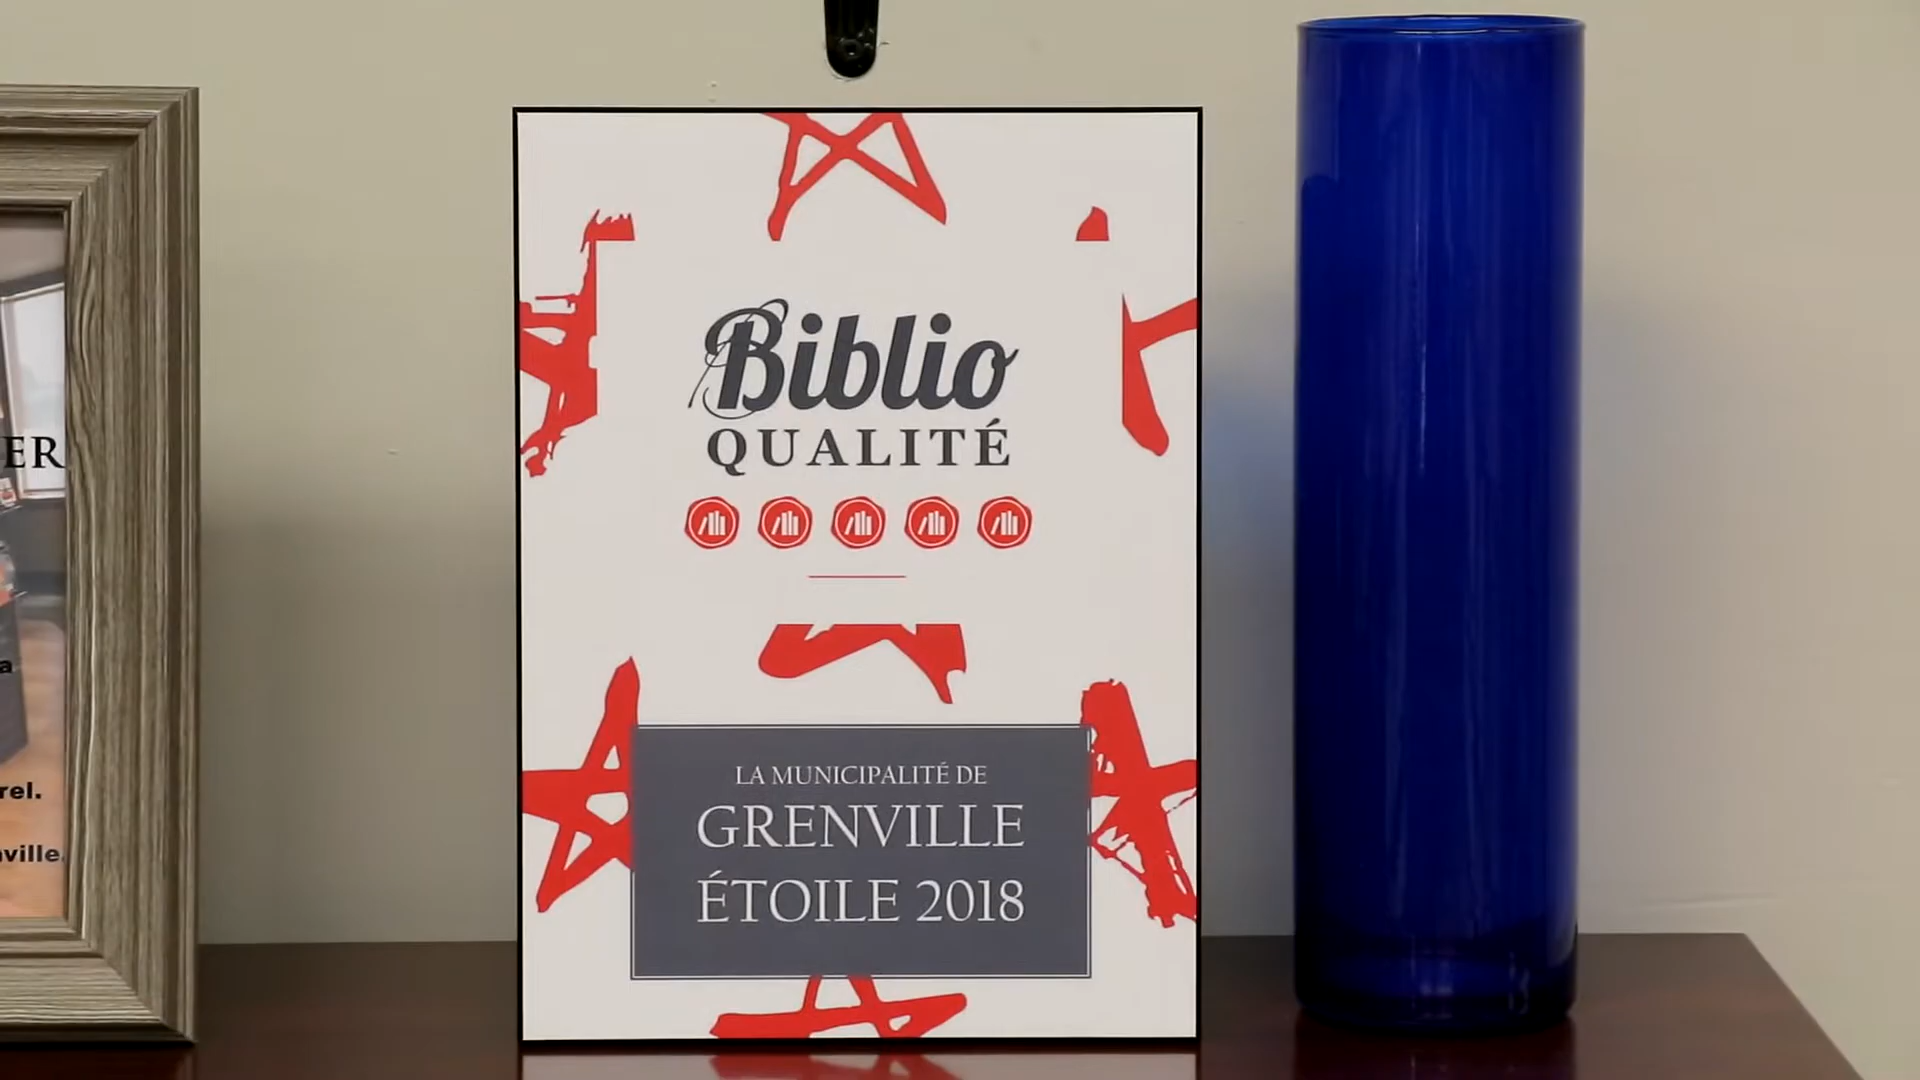 ER
a
rel.
ville.
Biblio
QUALITÉ
LA MUNICIPALITÉ DE
GRENVILLE
ÉTOILE 2018